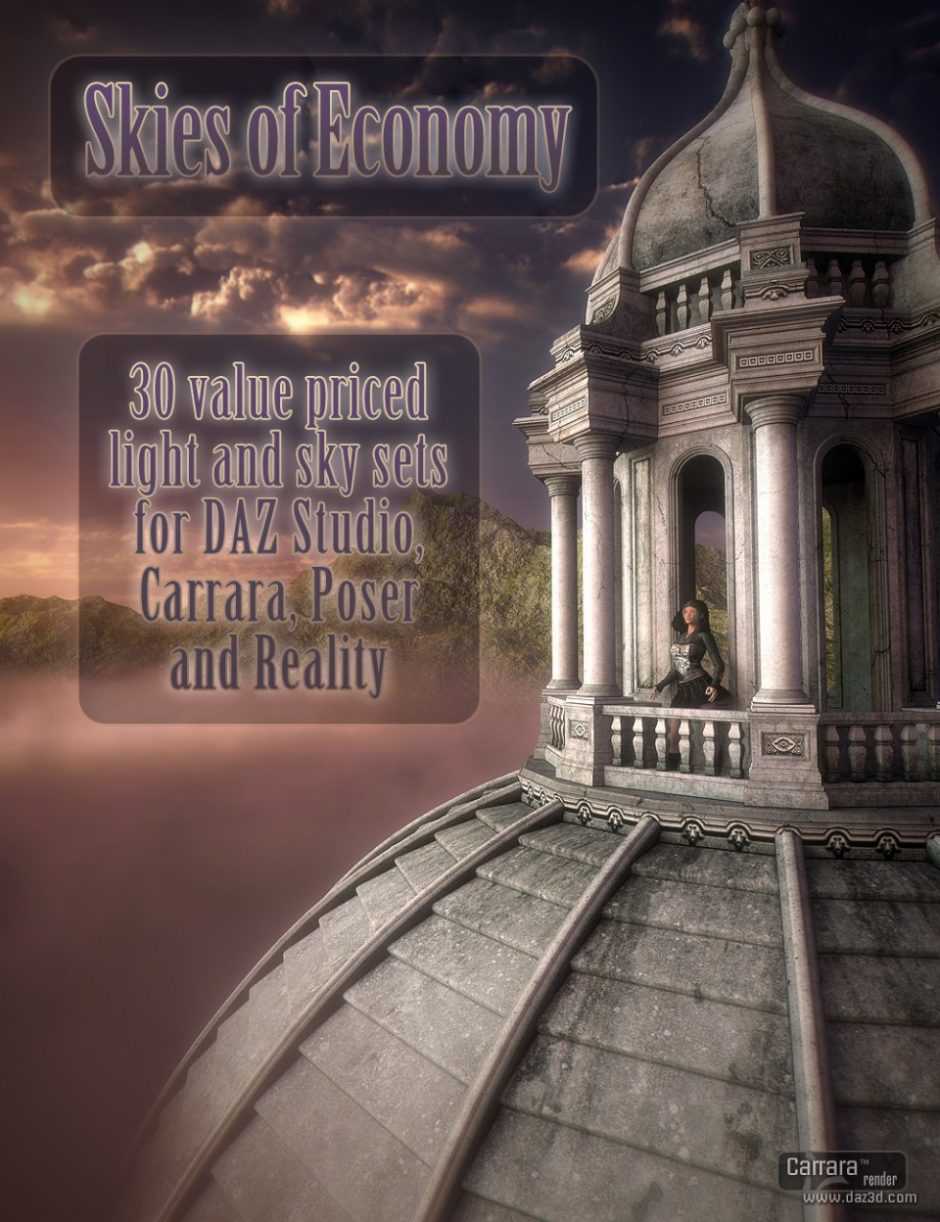 Skies of Economy
30 value priced
light and sky sets
for DAZ Studio,
Carrara, Poser
and Reality
Carrara™
render
www.daz3d.com